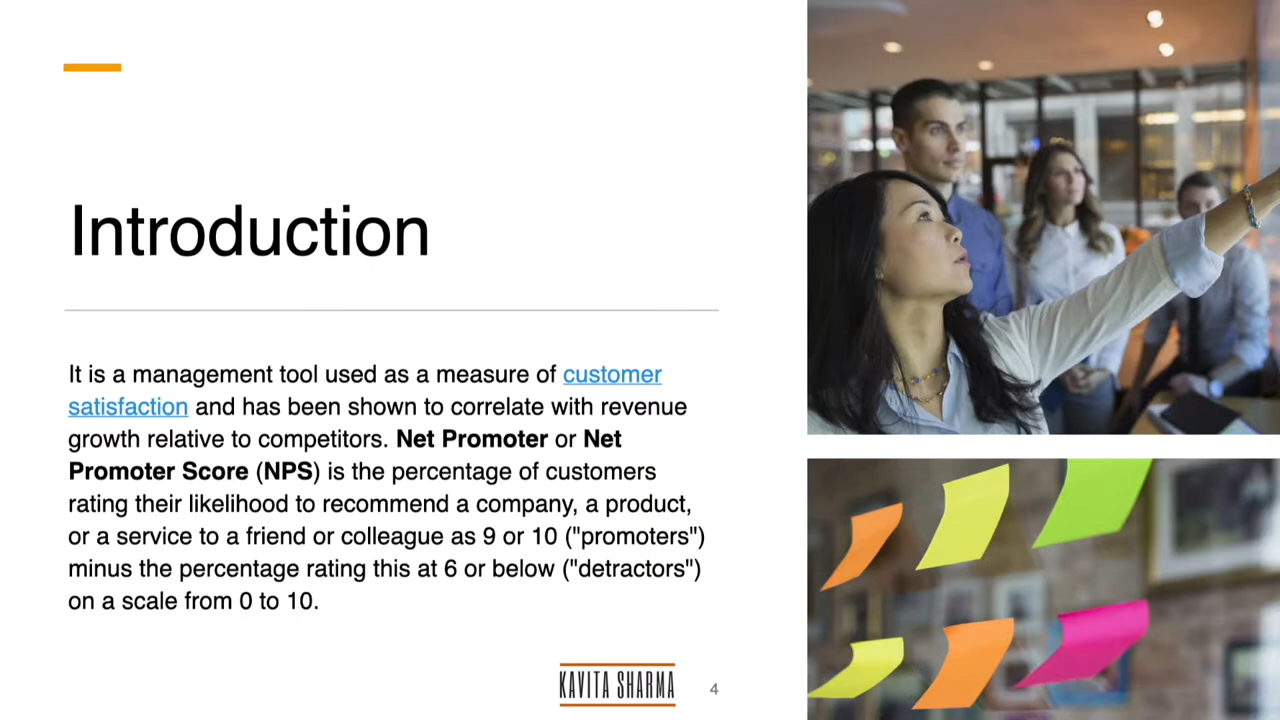 Introduction
It is a management tool used as a measure of customer
satisfaction and has been shown to correlate with revenue
growth relative to competitors. Net Promoter or Net
Promoter Score (NPS) is the percentage of customers
rating their likelihood to recommend a company, a product,
or a service to a friend or colleague as 9 or 10 ("promoters")
minus the percentage rating this at 6 or below ("detractors")
on a scale from 0 to 10.
KAVITA SHARMA
4